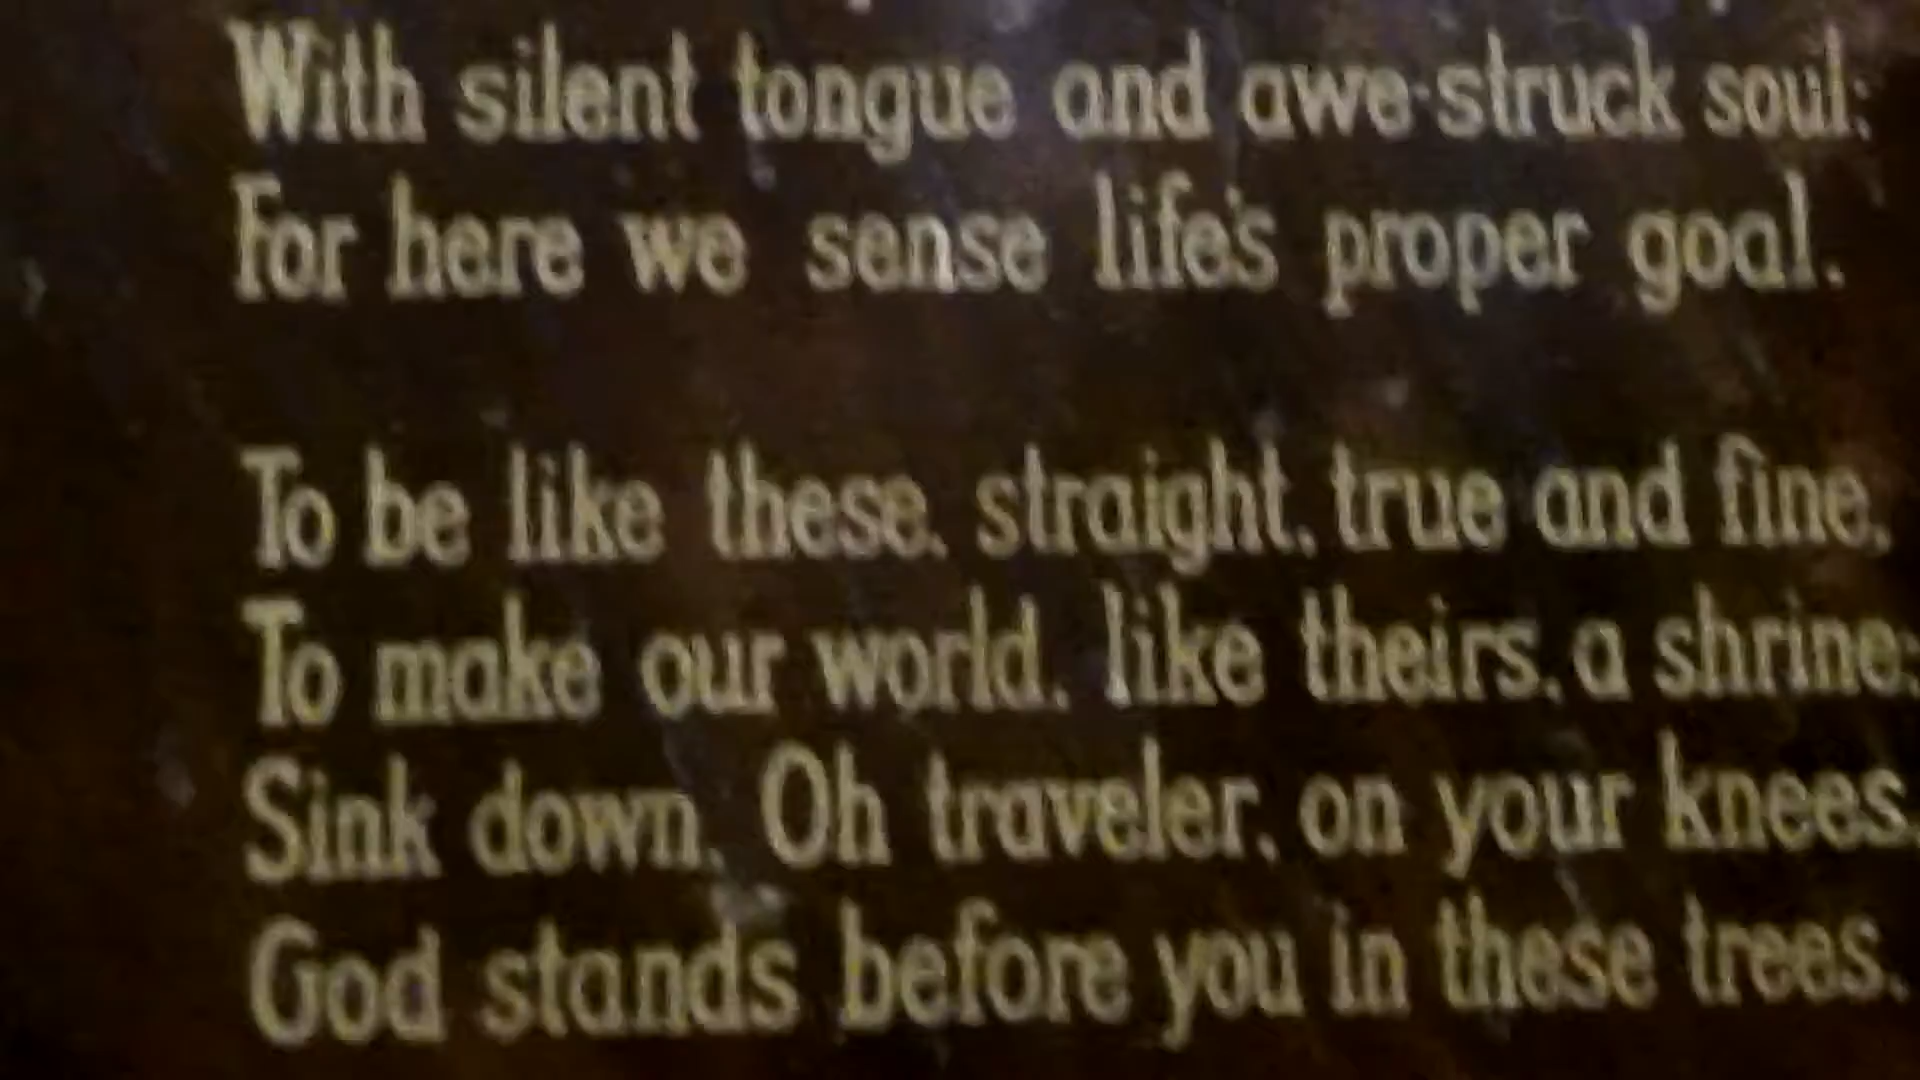 With silent tongue and awe-struck soul;
For here we sense life's proper goal.
To be like these, straight, true and fine,
To make our world, like theirs, a shrine;
Sink down, Oh traveler, on your knees,
God stands before you in these trees.